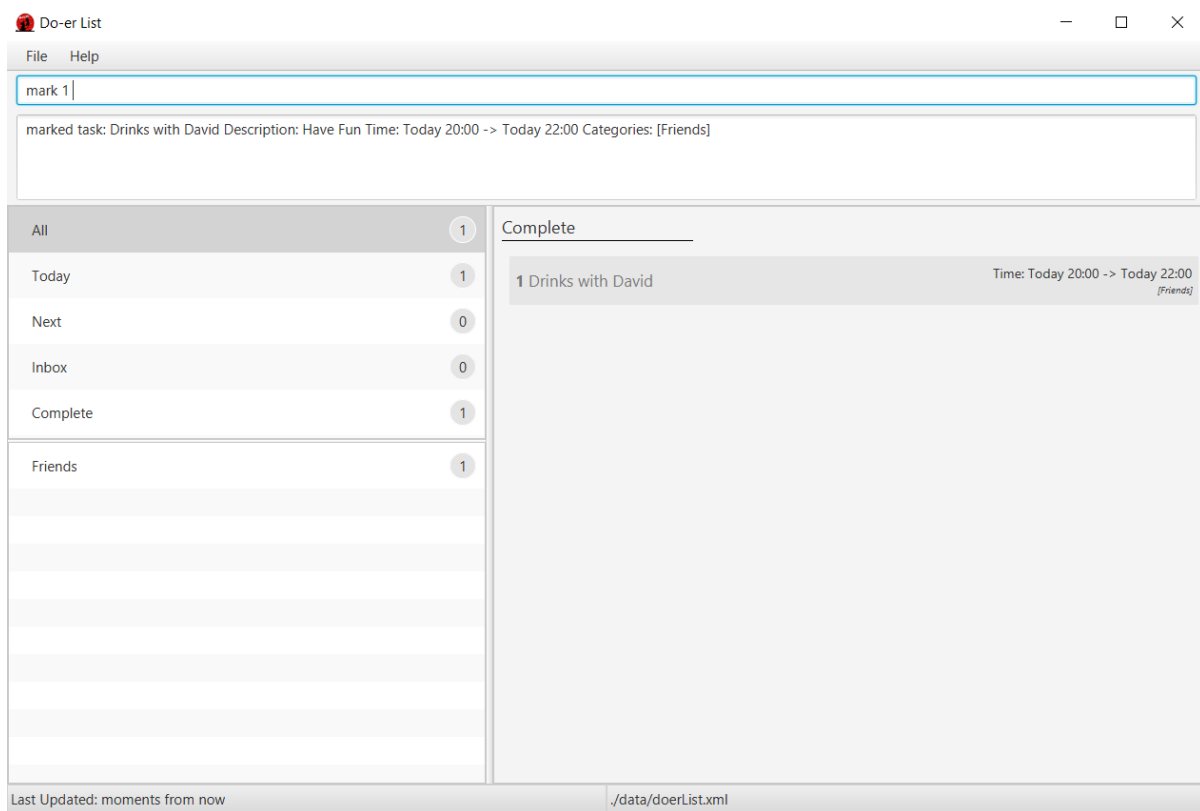 Do-er List
File Help
mark 1
marked task: Drinks with David Description: Have Fun Time: Today 20:00 -> Today 22:00 Categories: [Friends]
All 1
Today 1
Next 0
Inbox 0
Complete 1
Friends 1
Complete
1 Drinks with David
Time: Today 20:00 -> Today 22:00
[Friends]
Last Updated: moments from now
./data/doerList.xml